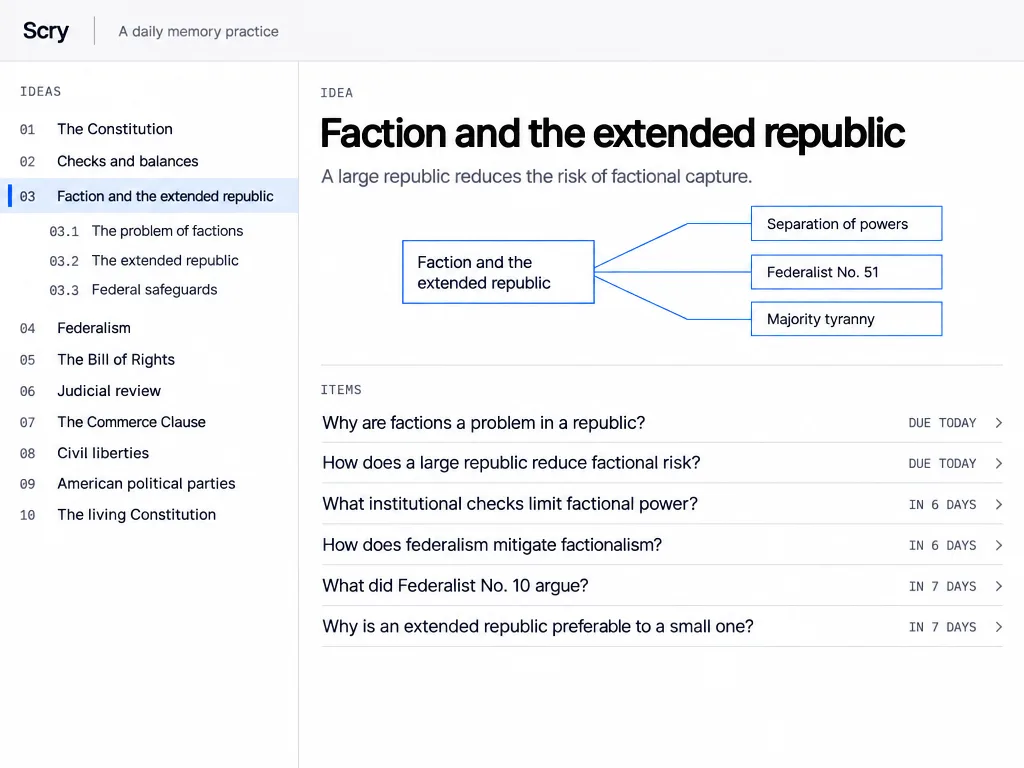 Scry
A daily memory practice
IDEAS
01 The Constitution
02 Checks and balances
03 Faction and the extended republic
03.1 The problem of factions
03.2 The extended republic
03.3 Federal safeguards
04 Federalism
05 The Bill of Rights
06 Judicial review
07 The Commerce Clause
08 Civil liberties
09 American political parties
10 The living Constitution
IDEA
Faction and the extended republic
A large republic reduces the risk of factional capture.
Faction and the
extended republic
Separation of powers
Federalist No. 51
Majority tyranny
ITEMS
Why are factions a problem in a republic? DUE TODAY
How does a large republic reduce factional risk? DUE TODAY
What institutional checks limit factional power? IN 6 DAYS
How does federalism mitigate factionalism? IN 6 DAYS
What did Federalist No. 10 argue? IN 7 DAYS
Why is an extended republic preferable to a small one? IN 7 DAYS